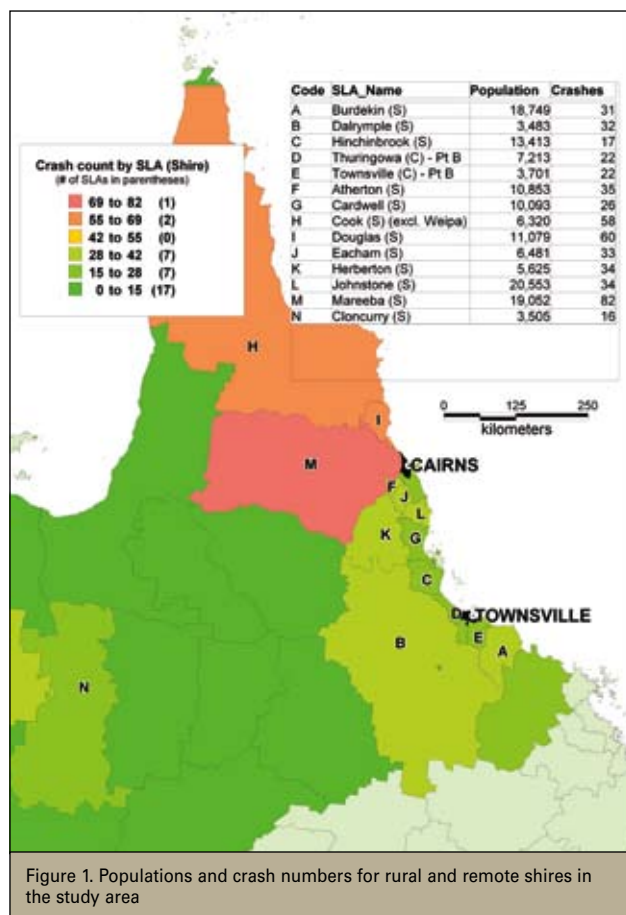 Code SLA_Name Population Crashes
A Burdekin (S) 18,749 31
B Dalrymple (S) 3,483 32
C Hinchinbrook (S) 13,413 17
D Thuringowa (C) - Pt B 7,213 22
E Townsville (C) - Pt B 3,701 22
F Atherton (S) 10,853 35
G Cardwell (S) 10,093 26
H Cook (S) (excl. Weipa) 6,320 58
I Douglas (S) 11,079 60
J Eacham (S) 6,481 33
K Herberton (S) 5,625 34
L Johnstone (S) 20,553 34
M Mareeba (S) 19,052 82
N Cloncurry (S) 3,505 16
Crash count by SLA (Shire)
(# of SLAs in parentheses)
69 to 82 (1)
55 to 69 (2)
42 to 55 (0)
28 to 42 (7)
15 to 28 (7)
0 to 15 (17)
H
0 125 250
kilometers
I
M
CAIRNS
F
J
L
K
G
C
D
TOWNSVILLE
E
B
A
N
Figure 1. Populations and crash numbers for rural and remote shires in
the study area